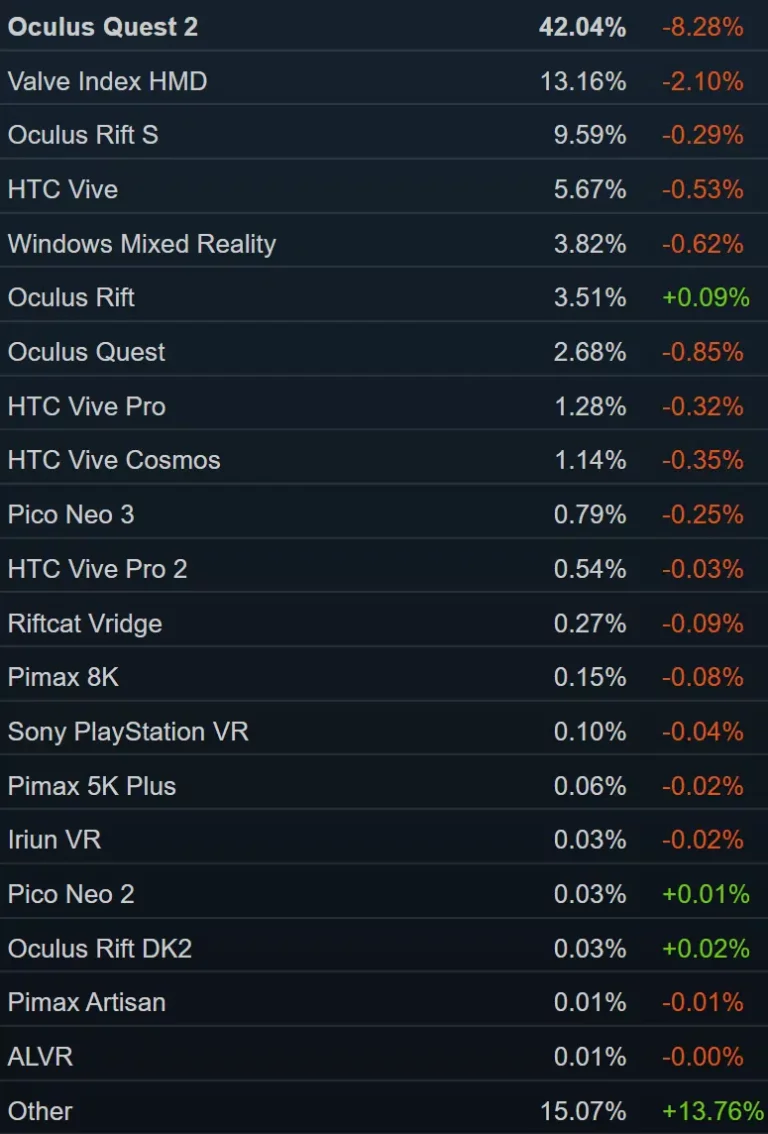 Oculus Quest 2 42.04% -8.28%
Valve Index HMD 13.16% -2.10%
Oculus Rift S 9.59% -0.29%
HTC Vive 5.67% -0.53%
Windows Mixed Reality 3.82% -0.62%
Oculus Rift 3.51% +0.09%
Oculus Quest 2.68% -0.85%
HTC Vive Pro 1.28% -0.32%
HTC Vive Cosmos 1.14% -0.35%
Pico Neo 3 0.79% -0.25%
HTC Vive Pro 2 0.54% -0.03%
Riftcat Vridge 0.27% -0.09%
Pimax 8K 0.15% -0.08%
Sony PlayStation VR 0.10% -0.04%
Pimax 5K Plus 0.06% -0.02%
Iriun VR 0.03% -0.02%
Pico Neo 2 0.03% +0.01%
Oculus Rift DK2 0.03% +0.02%
Pimax Artisan 0.01% -0.01%
ALVR 0.01% -0.00%
Other 15.07% +13.76%